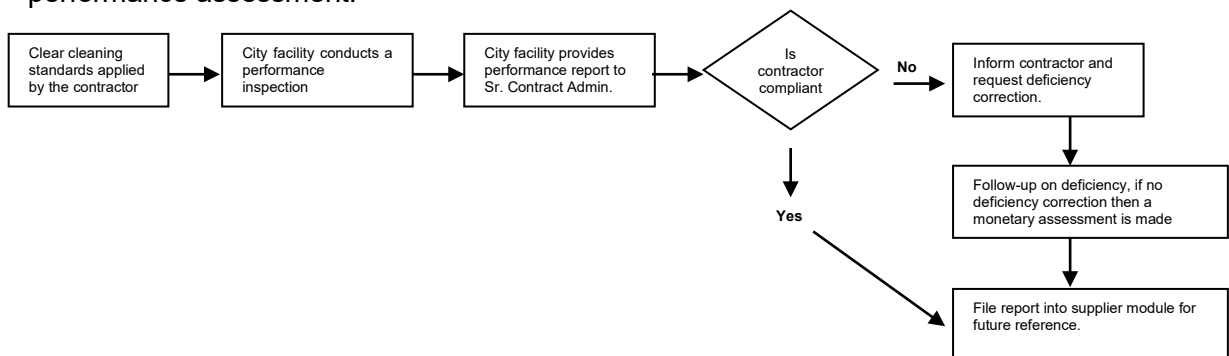 performance assessment.
Clear cleaning
standards applied
by the contractor
City facility conducts a
performance
inspection
City facility provides
performance report to
Sr. Contract Admin.
Is
contractor
compliant
No
Inform contractor and
request deficiency
correction.
Follow-up on deficiency, if no
deficiency correction then a
monetary assessment is made
Yes
File report into supplier module for
future reference.